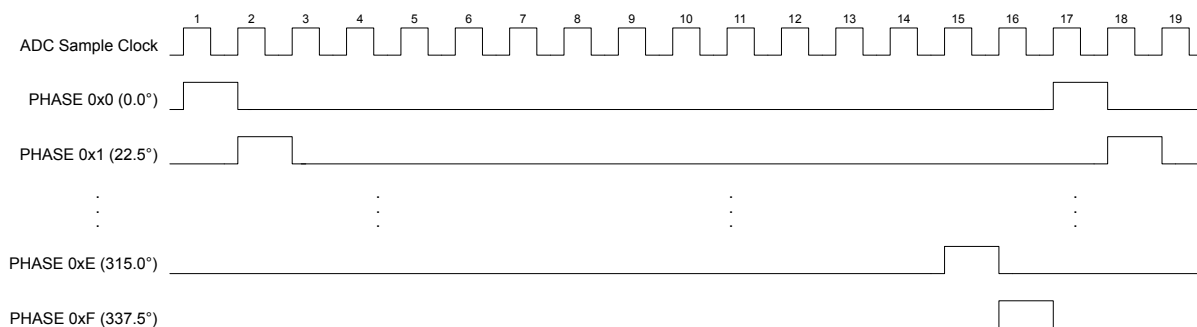 1 2 3 4 5 6 7 8 9 10 11 12 13 14 15 16 17 18 19
ADC Sample Clock
PHASE 0x0 (0.0°)
PHASE 0x1 (22.5°)
PHASE 0xE (315.0°)
PHASE 0xF (337.5°)